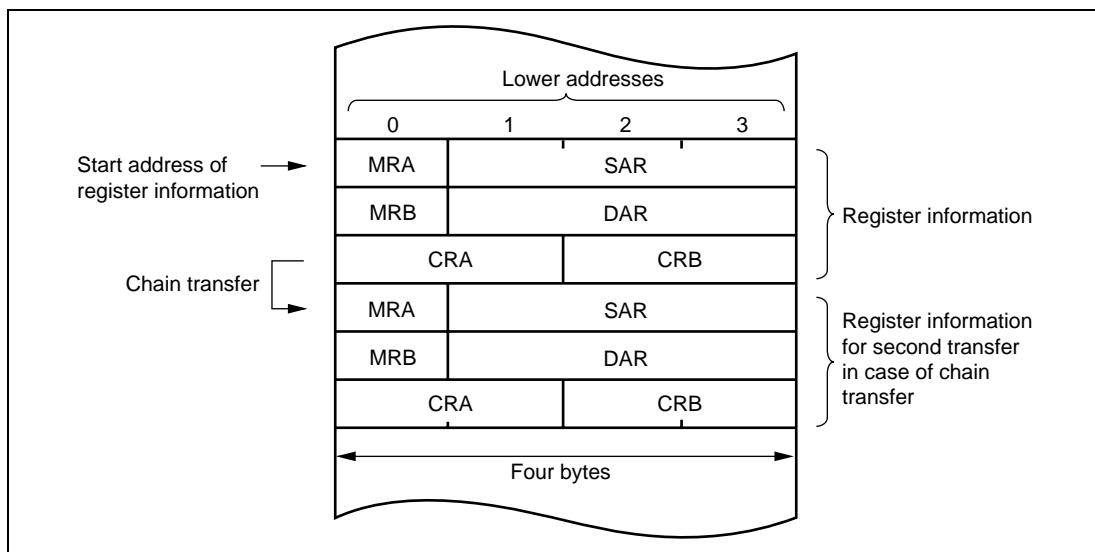 Lower addresses
0 1 2 3
Start address of
register information
MRA SAR
MRB DAR
CRA CRB
Register information
Chain transfer
MRA SAR
MRB DAR
CRA CRB
Register information
for second transfer
in case of chain
transfer
Four bytes